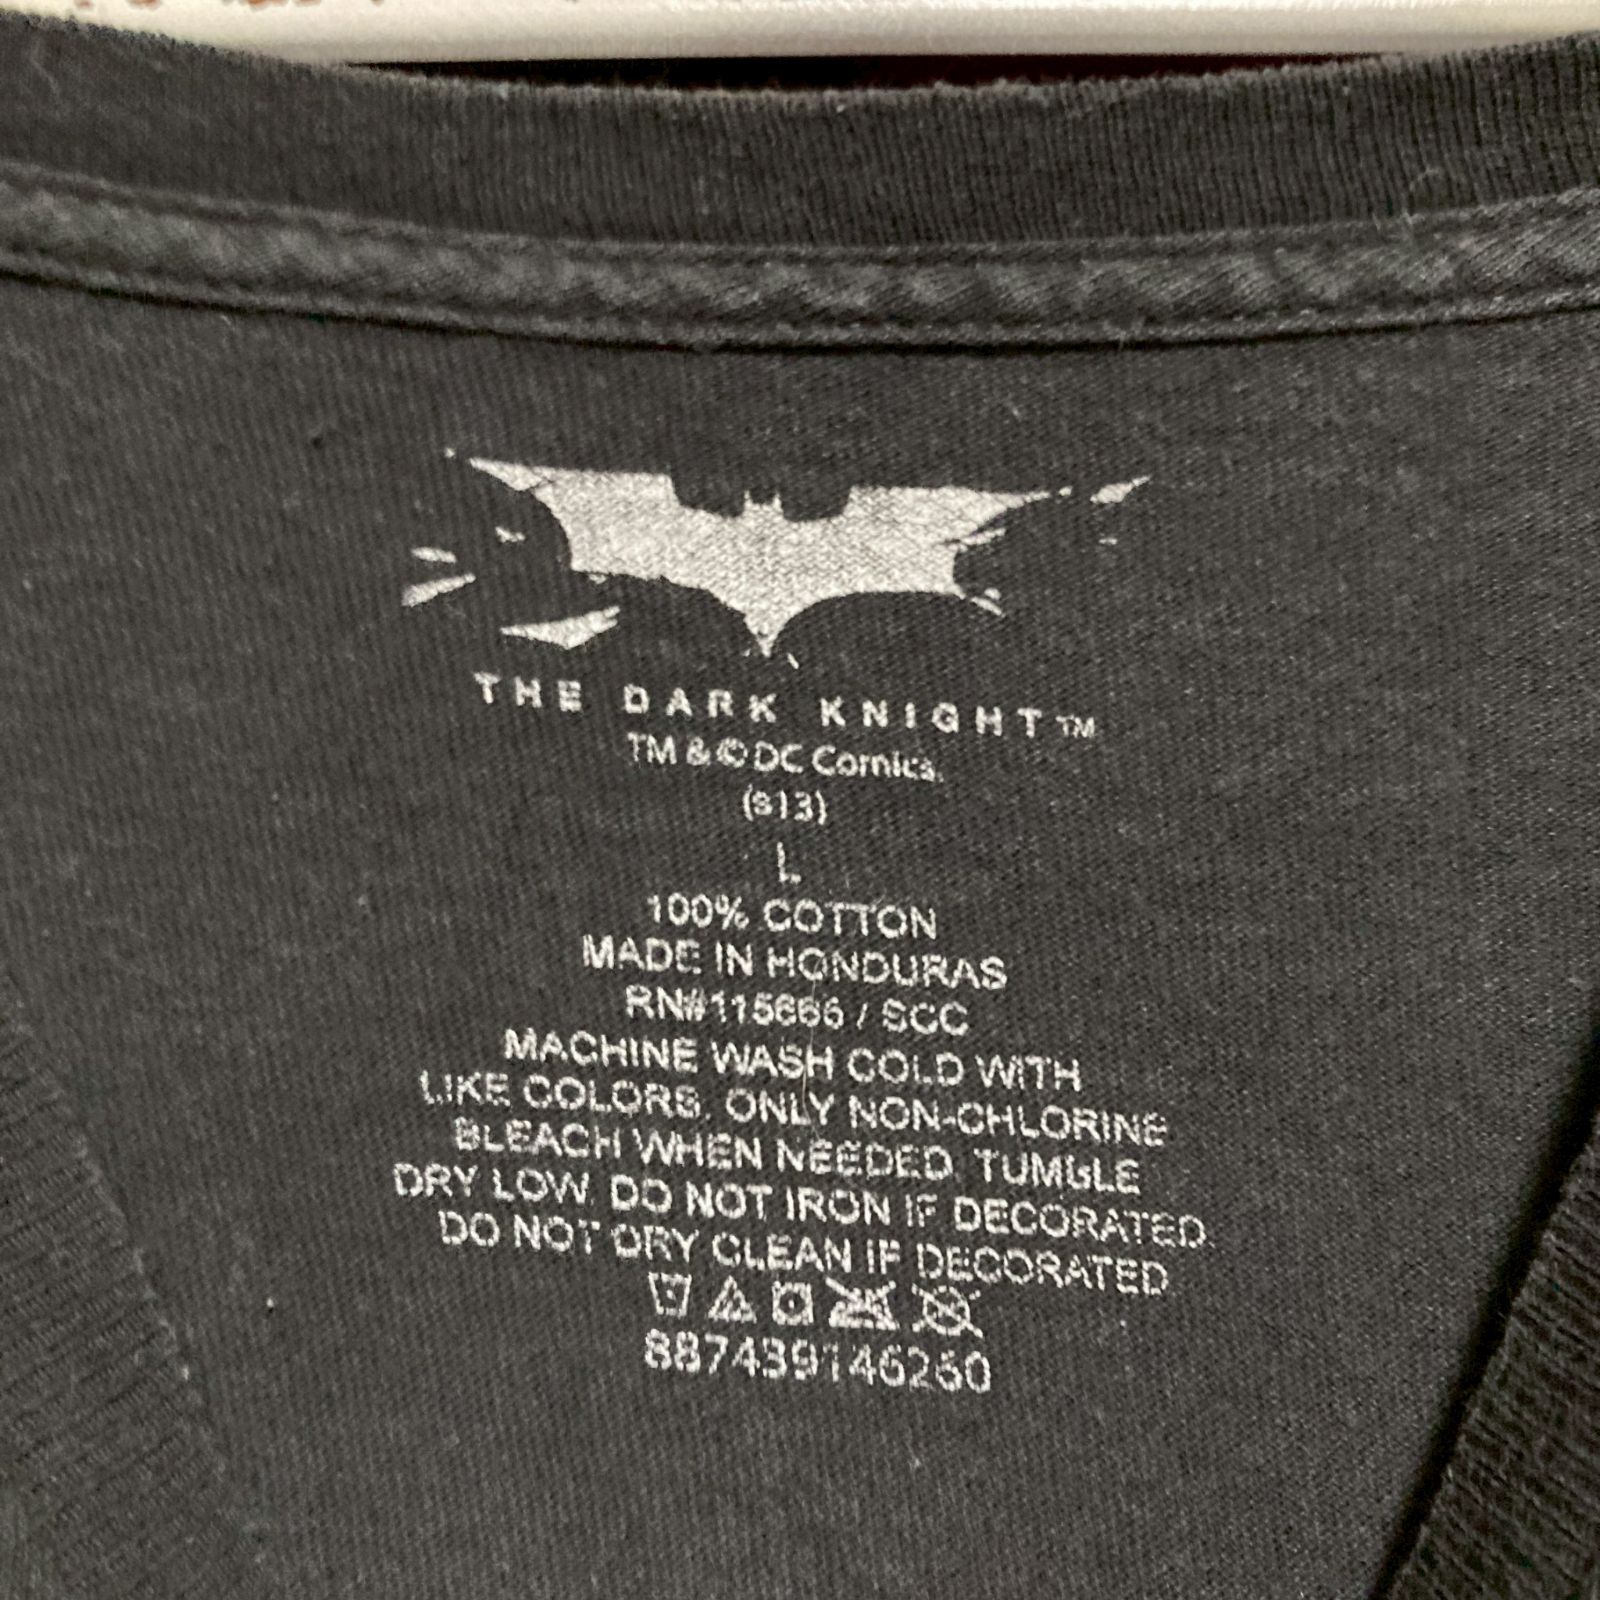 THE DARK KNIGHT™
TM & © DC Comics.
(s13)
L
100% COTTON
MADE IN HONDURAS
RN#115666 / SCC
MACHINE WASH COLD WITH
LIKE COLORS. ONLY NON-CHLORINE
BLEACH WHEN NEEDED. TUMBLE
DRY LOW. DO NOT IRON IF DECORATED.
DO NOT DRY CLEAN IF DECORATED
887439146260